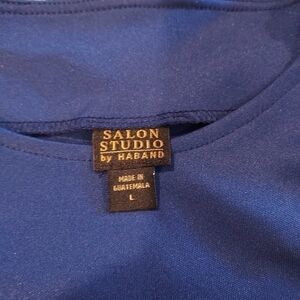 SALON
STUDIO
by HABAND
MADE IN
GUATEMALA
L